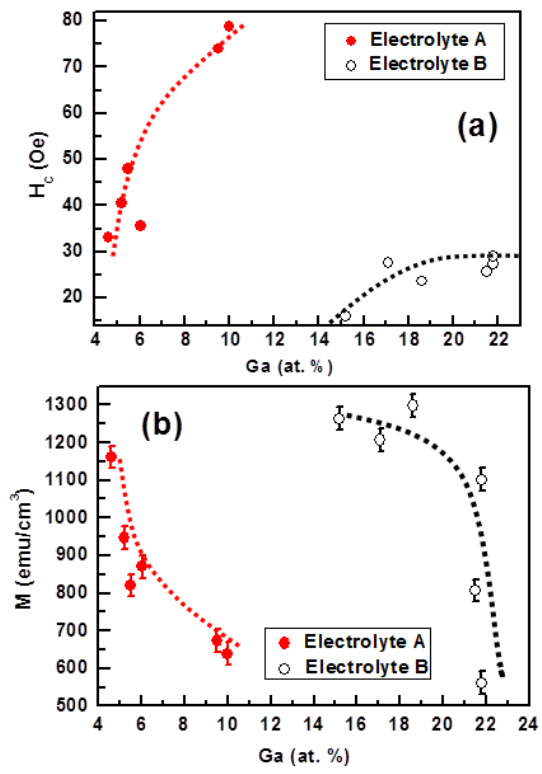 80
70
60
50
40
30
20
H_C (Oe)
Electrolyte A
Electrolyte B
(a)
4 6 8 10 12 14 16 18 20 22
Ga (at. %)
1300
1200
1100
1000
900
800
700
600
500
M (emu/cm³)
(b)
Electrolyte A
Electrolyte B
4 6 8 10 12 14 16 18 20 22 24
Ga (at. %)